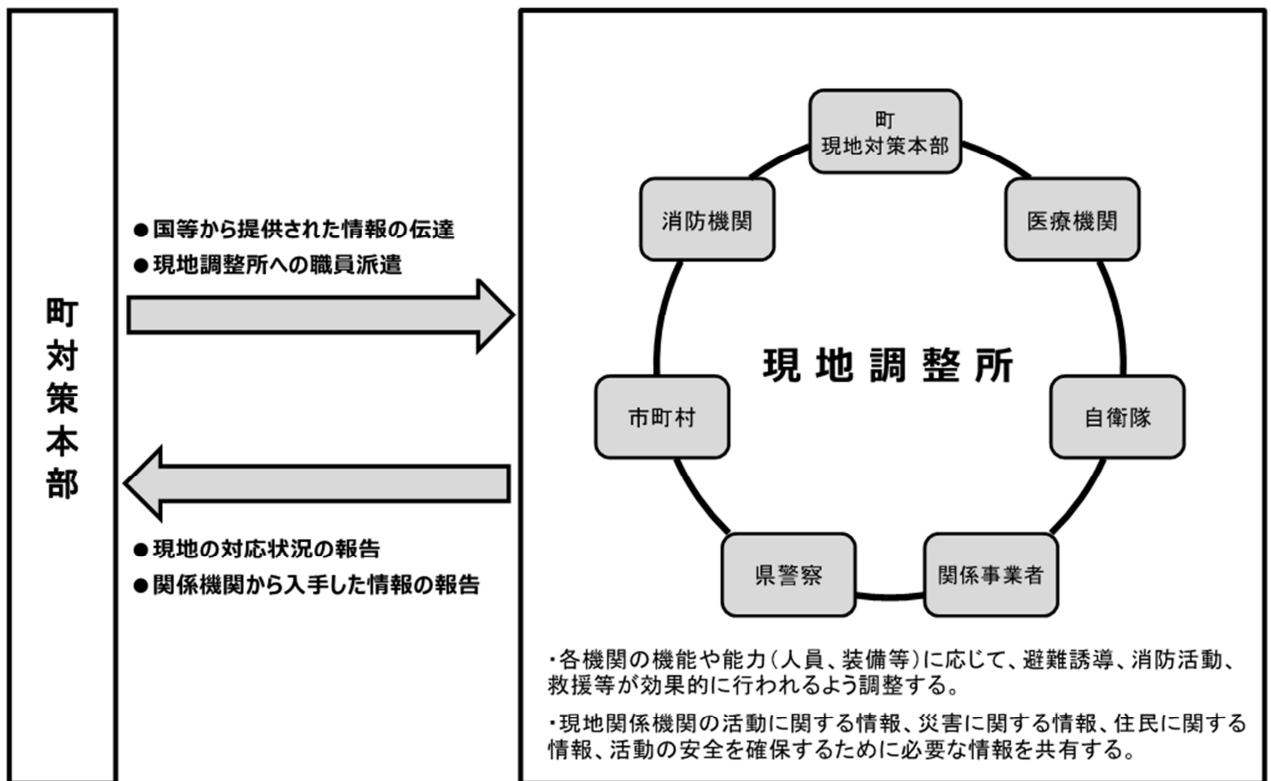 町対策本部
●国等から提供された情報の伝達
●現地調整所への職員派遣
●現地の対応状況の報告
●関係機関から入手した情報の報告
町
現地対策本部
消防機関
医療機関
現地調整所
市町村
自衛隊
県警察
関係事業者
・各機関の機能や能力(人員、装備等)に応じて、避難誘導、消防活動、
救援等が効果的に行われるよう調整する。
・現地関係機関の活動に関する情報、災害に関する情報、住民に関する
情報、活動の安全を確保するために必要な情報を共有する。